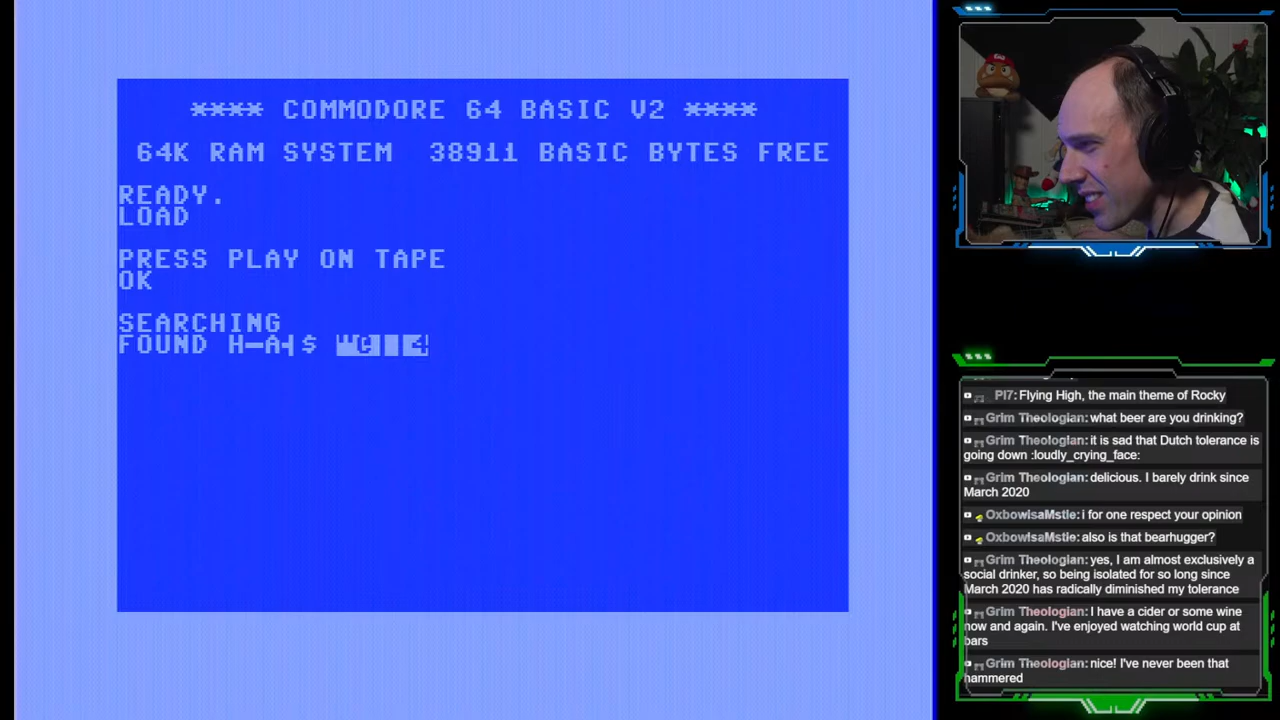 **** COMMODORE 64 BASIC V2 ****
64K RAM SYSTEM  38911 BASIC BYTES FREE
READY.
LOAD
PRESS PLAY ON TAPE
OK
SEARCHING
FOUND
PI7: Flying High, the main theme of Rocky
Grim Theologian: what beer are you drinking?
Grim Theologian: it is sad that Dutch tolerance is
going down :loudly_crying_face:
Grim Theologian: delicious. I barely drink since
March 2020
OxbowIsaMstie: i for one respect your opinion
OxbowIsaMstie: also is that bearhugger?
Grim Theologian: yes, I am almost exclusively a
social drinker, so being isolated for so long since
March 2020 has radically diminished my tolerance
Grim Theologian: I have a cider or some wine
now and again. I've enjoyed watching world cup at
bars
Grim Theologian: nice! I've never been that
hammered